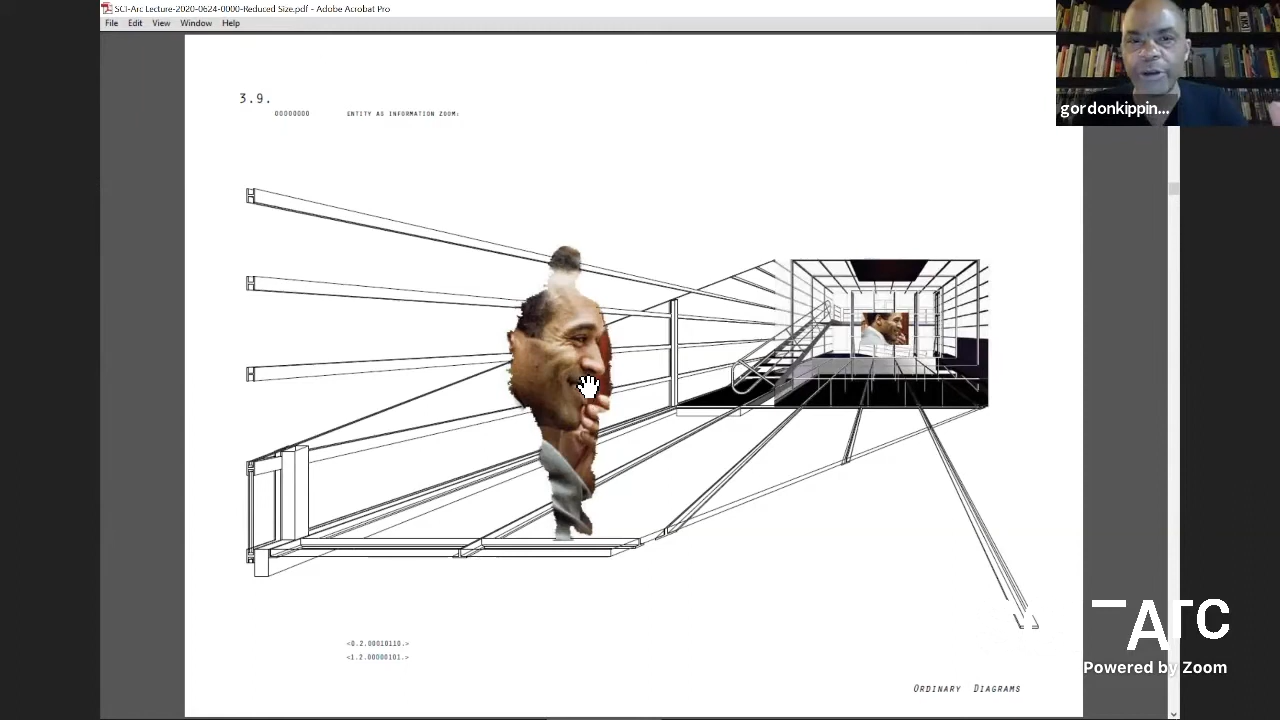 SCI-Arc Lecture-2020-0624-0000-Reduced Size.pdf - Adobe Acrobat Pro
File Edit View Window Help
gordonkippin...
3.9.
00000000 ENTITY AS INFORMATION ZOOM:
<0.2.00010110.>
<1.2.00000101.>
ORDINARY DIAGRAMS
Arc
Powered by Zoom